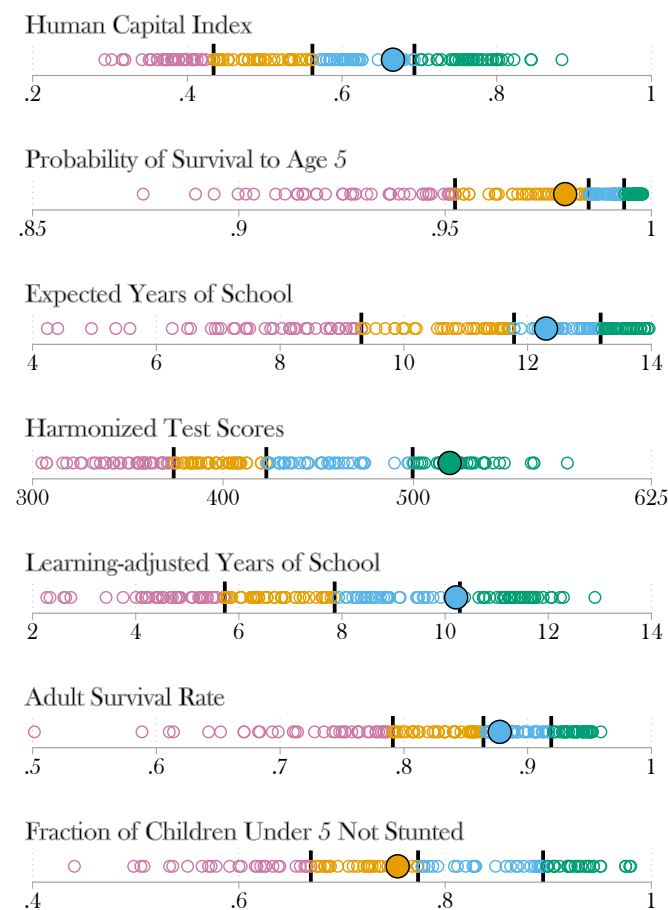 Human Capital Index
.2 .4 .6 .8 1
Probability of Survival to Age 5
.85 .9 .95 1
Expected Years of School
4 6 8 10 12 14
Harmonized Test Scores
300 400 500 625
Learning-adjusted Years of School
2 4 6 8 10 12 14
Adult Survival Rate
.5 .6 .7 .8 .9 1
Fraction of Children Under 5 Not Stunted
.4 .6 .8 1